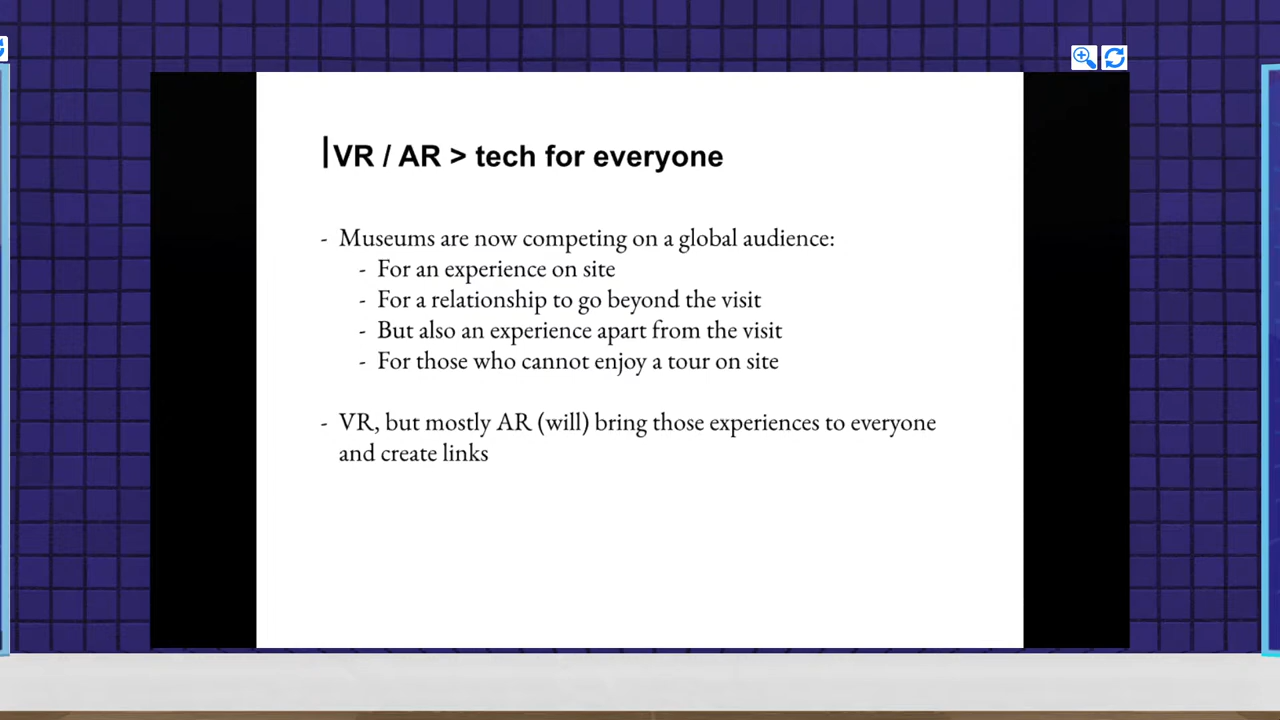 VR / AR > tech for everyone
- Museums are now competing on a global audience:
- For an experience on site
- For a relationship to go beyond the visit
- But also an experience apart from the visit
- For those who cannot enjoy a tour on site
- VR, but mostly AR (will) bring those experiences to everyone
and create links